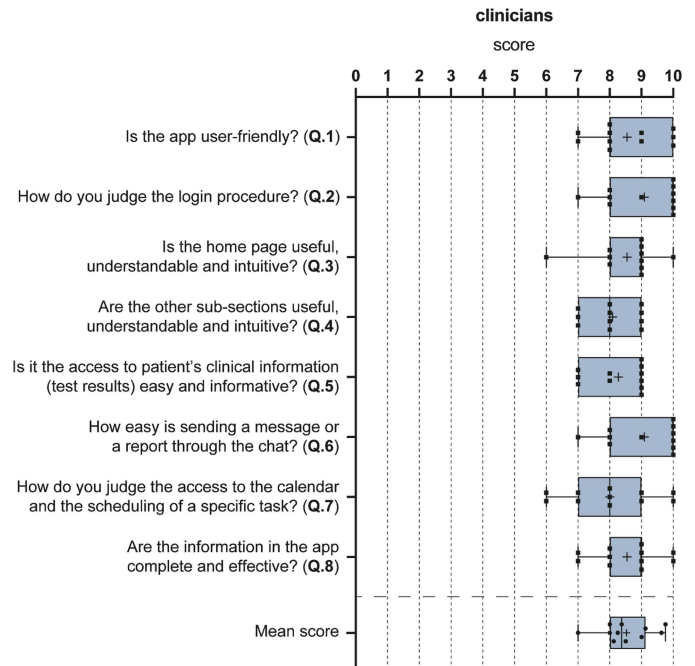 clinicians
score
0 1 2 3 4 5 6 7 8 9 10
Is the app user-friendly? (Q.1)
How do you judge the login procedure? (Q.2)
Is the home page useful,
understandable and intuitive? (Q.3)
Are the other sub-sections useful,
understandable and intuitive? (Q.4)
Is it the access to patient's clinical information
(test results) easy and informative? (Q.5)
How easy is sending a message or
a report through the chat? (Q.6)
How do you judge the access to the calendar
and the scheduling of a specific task? (Q.7)
Are the information in the app
complete and effective? (Q.8)
Mean score